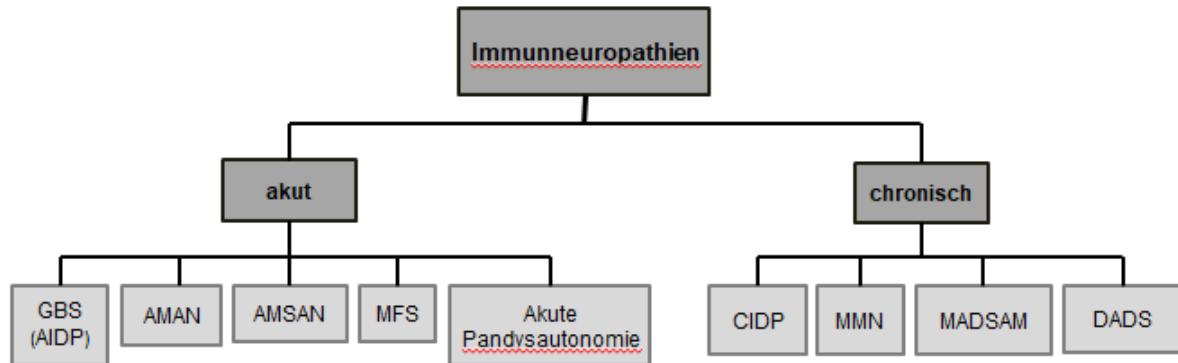 Immunneuropathien
akut
chronisch
GBS
(AIDP)
AMAN
AMSAN
MFS
Akute
Pandysautonomie
CIDP
MMN
MADSAM
DADS